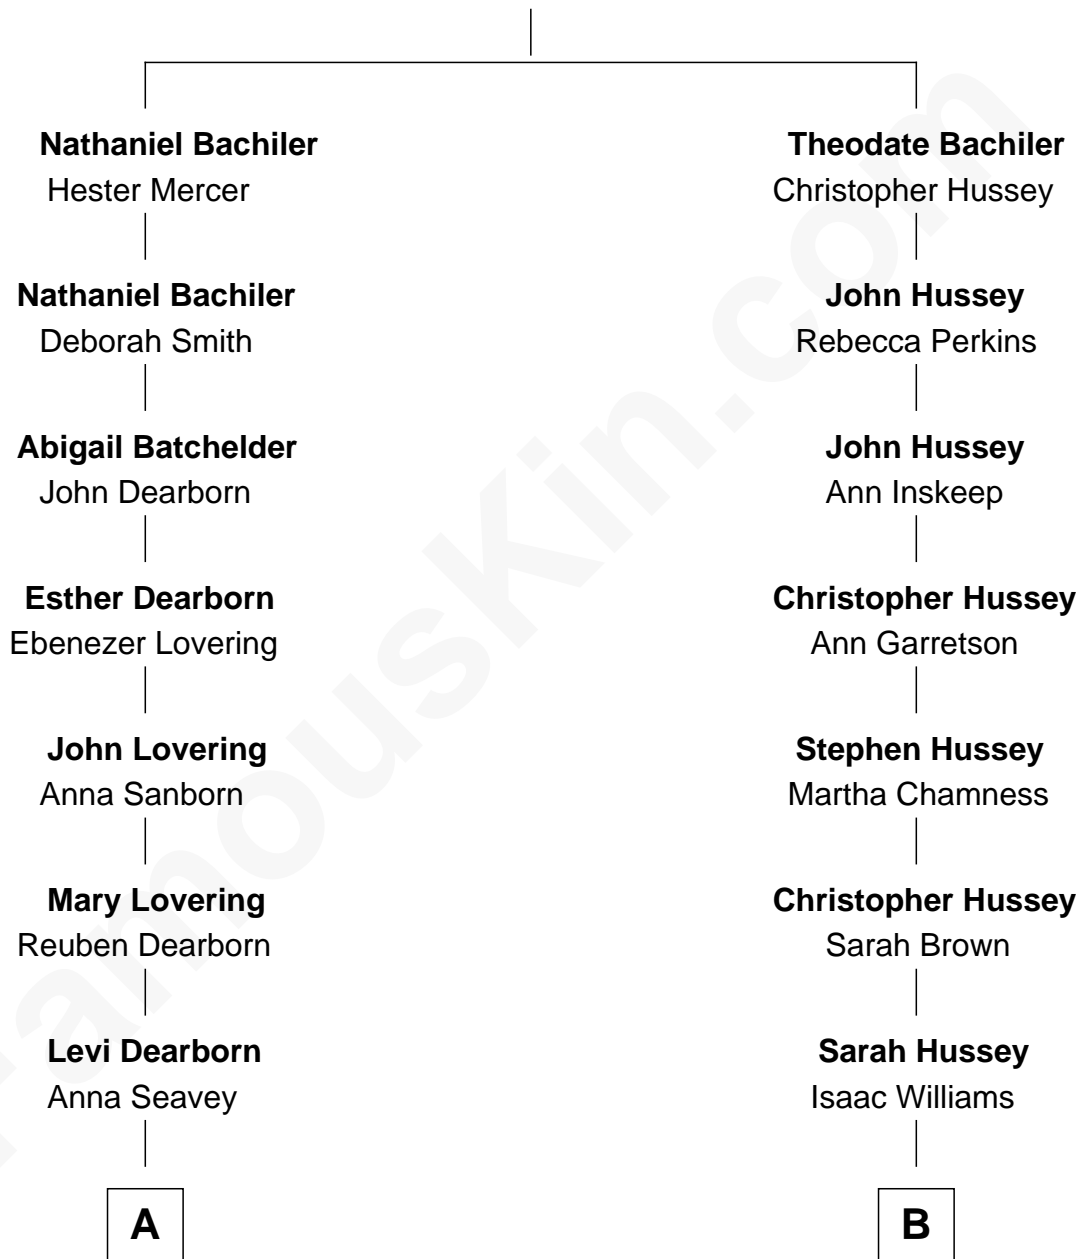 Nathaniel Bachiler
Hester Mercer
Nathaniel Bachiler
Deborah Smith
Abigail Batchelder
John Dearborn
Esther Dearborn
Ebenezer Lovering
John Lovering
Anna Sanborn
Mary Lovering
Reuben Dearborn
Levi Dearborn
Anna Seavey
A
Theodate Bachiler
Christopher Hussey
John Hussey
Rebecca Perkins
John Hussey
Ann Inskeep
Christopher Hussey
Ann Garretson
Stephen Hussey
Martha Chamness
Christopher Hussey
Sarah Brown
Sarah Hussey
Isaac Williams
B
FamousKin.com